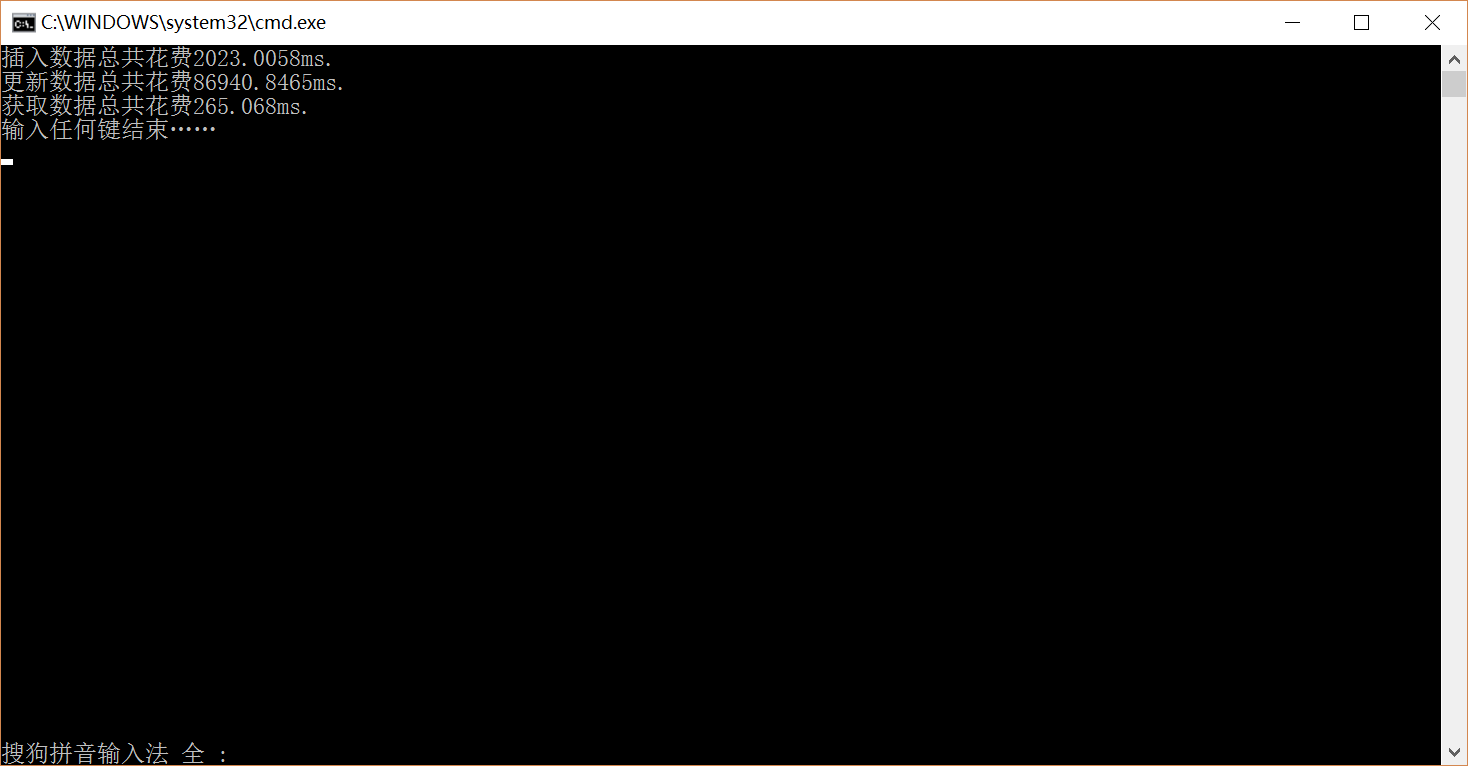 C:\WINDOWS\system32\cmd.exe
插入数据总共花费2023.0058ms.
更新数据总共花费86940.8465ms.
获取数据总共花费265.068ms.
输入任何键结束……
搜狗拼音输入法 全 :